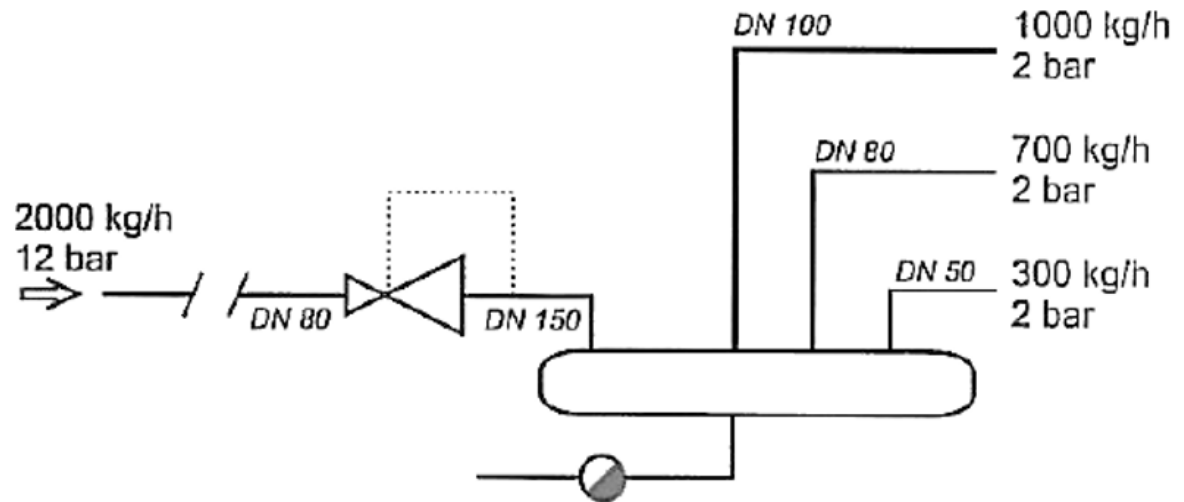 DN 100
1000 kg/h
2 bar
DN 80
700 kg/h
2 bar
2000 kg/h
12 bar
DN 50
300 kg/h
2 bar
DN 80
DN 150